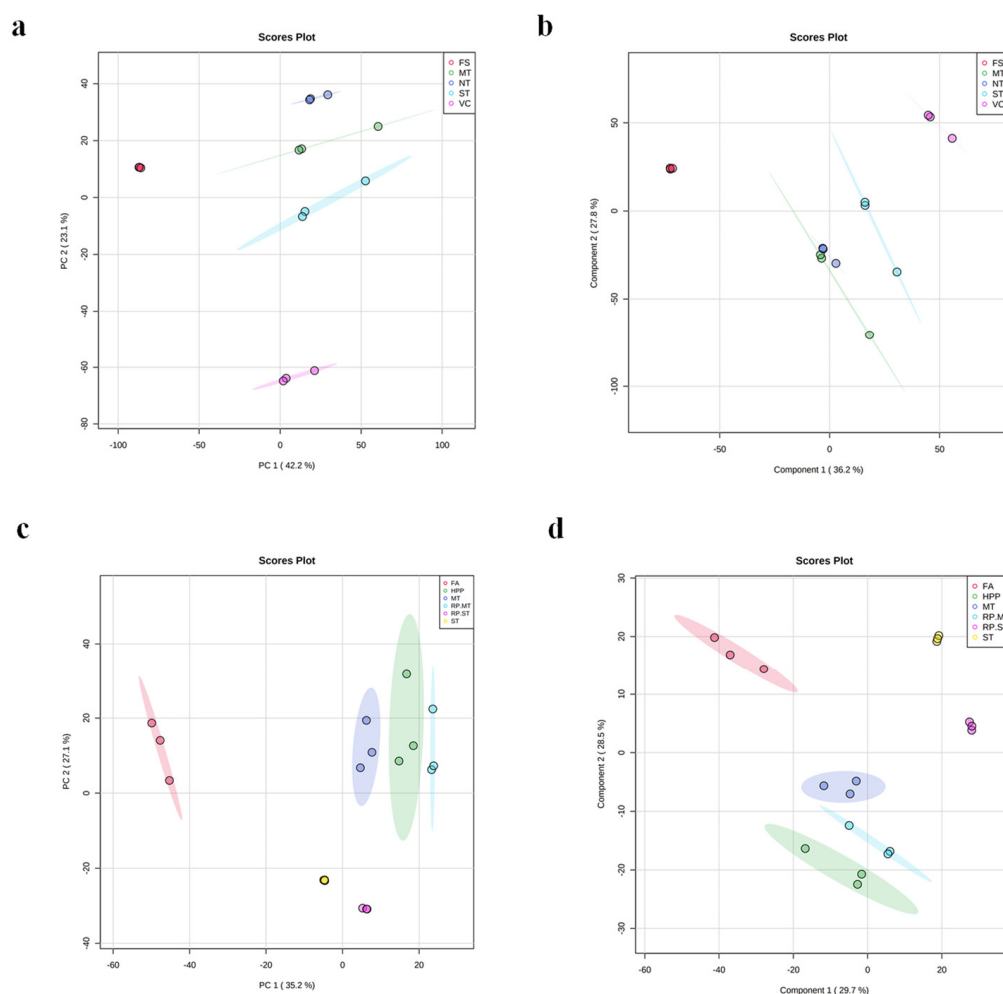 a
Scores Plot
FS
MT
NT
ST
VC
40
20
0
-20
-40
-60
-80
PC 2 ( 23.1 %)
-100
-50
0
50
100
PC 1 ( 42.2 %)
b
Scores Plot
FS
MT
NT
ST
VC
50
0
-50
-100
Component 2 ( 27.8 %)
-50
0
50
Component 1 ( 36.2 %)
c
Scores Plot
FA
HPP
MT
RP.MT
RP.ST
ST
40
20
0
-20
-40
PC 2 ( 27.1 %)
-60
-40
-20
0
20
PC 1 ( 35.2 %)
d
Scores Plot
FA
HPP
MT
RP.M
RP.S
ST
30
20
10
0
-10
-20
-30
Component 2 ( 28.5 %)
-60
-40
-20
0
20
Component 1 ( 29.7 %)